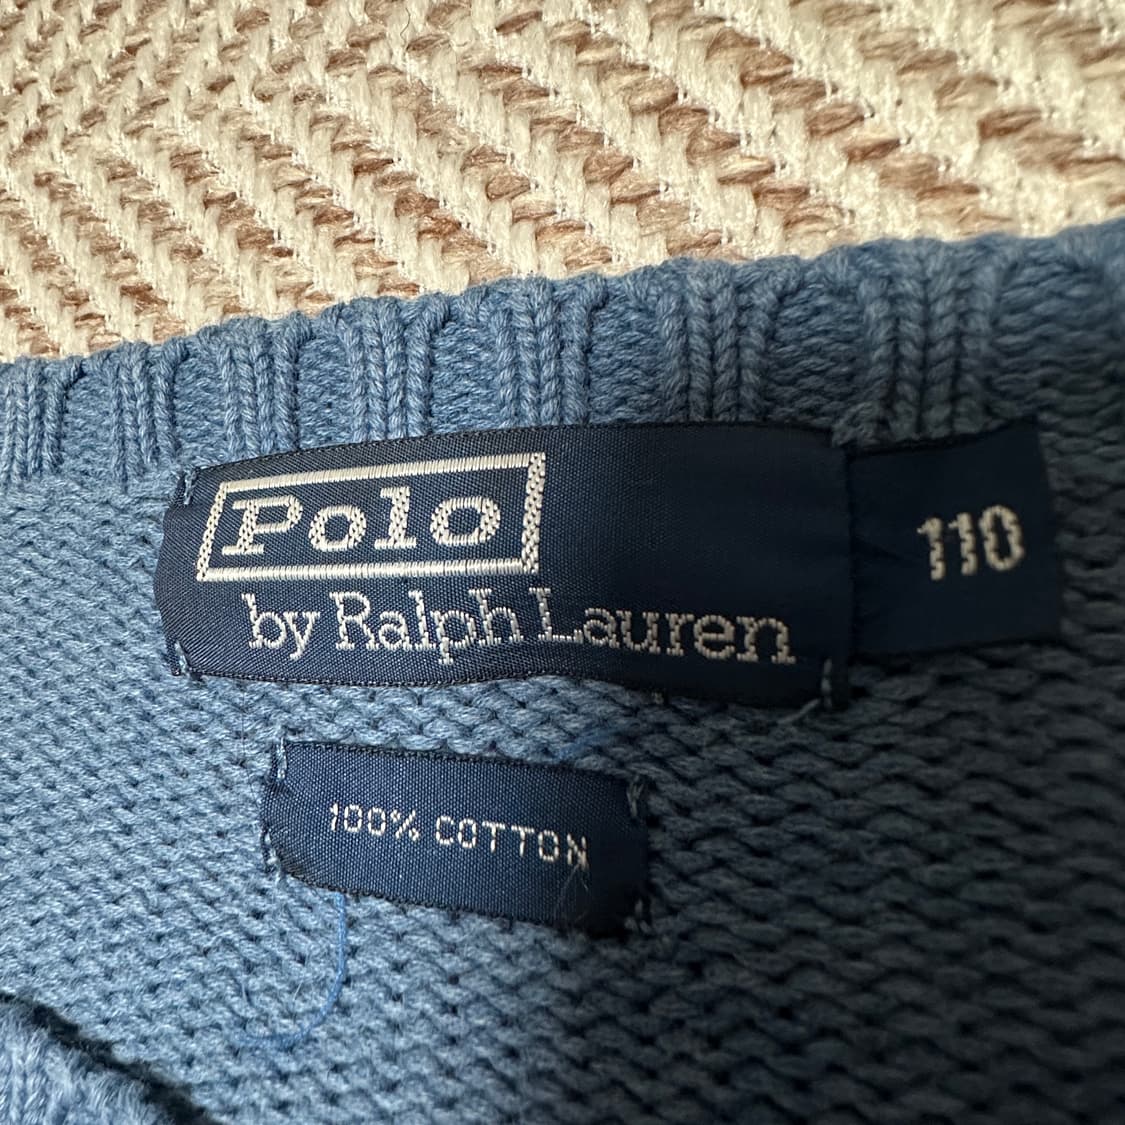 Polo
by Ralph Lauren
110
100% COTTON